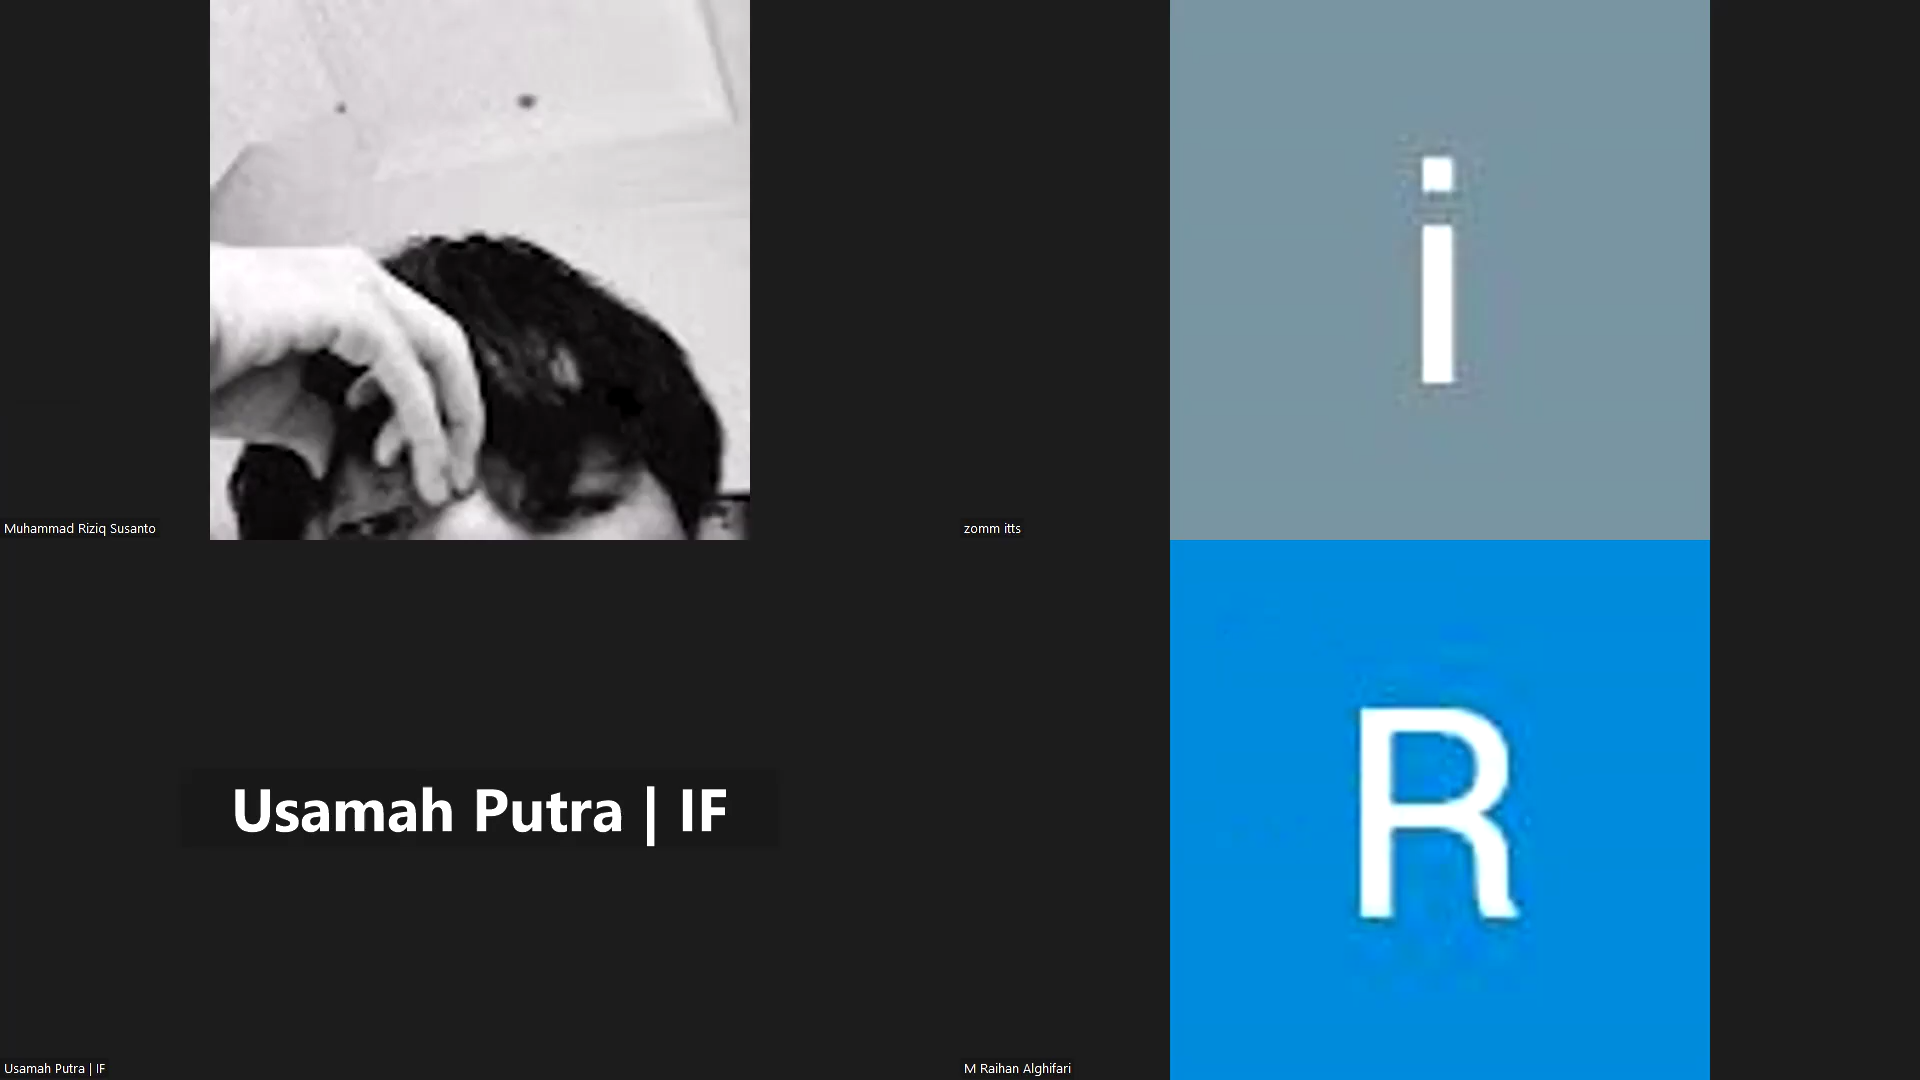 Muhammad Riziq Susanto
i
zomm itts
Usamah Putra | IF
Usamah Putra | IF
R
M Raihan Alghifari